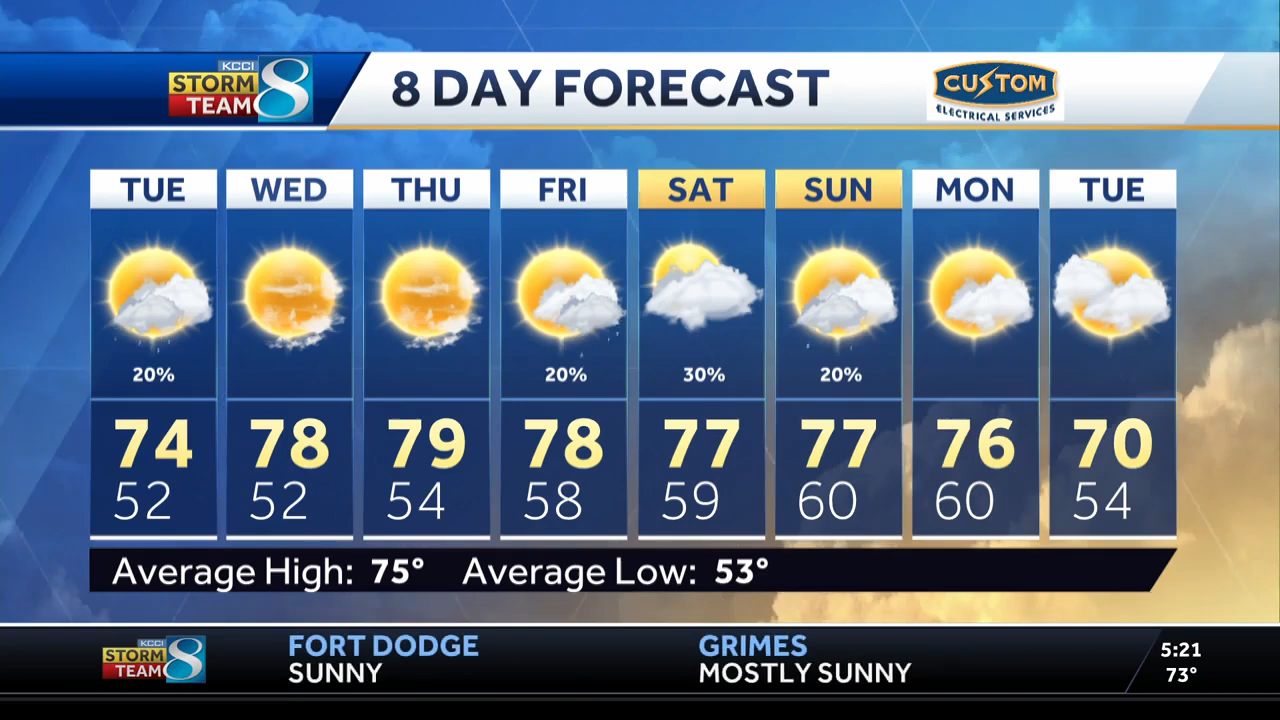 KCCI
STORM
TEAM 8
8 DAY FORECAST
CUSTOM
ELECTRICAL SERVICES
TUE WED THU FRI SAT SUN MON TUE
20% 20% 30% 20%
74 78 79 78 77 77 76 70
52 52 54 58 59 60 60 54
Average High: 75° Average Low: 53°
KCCI
STORM
TEAM 8
FORT DODGE
SUNNY
GRIMES
MOSTLY SUNNY
5:21
73°